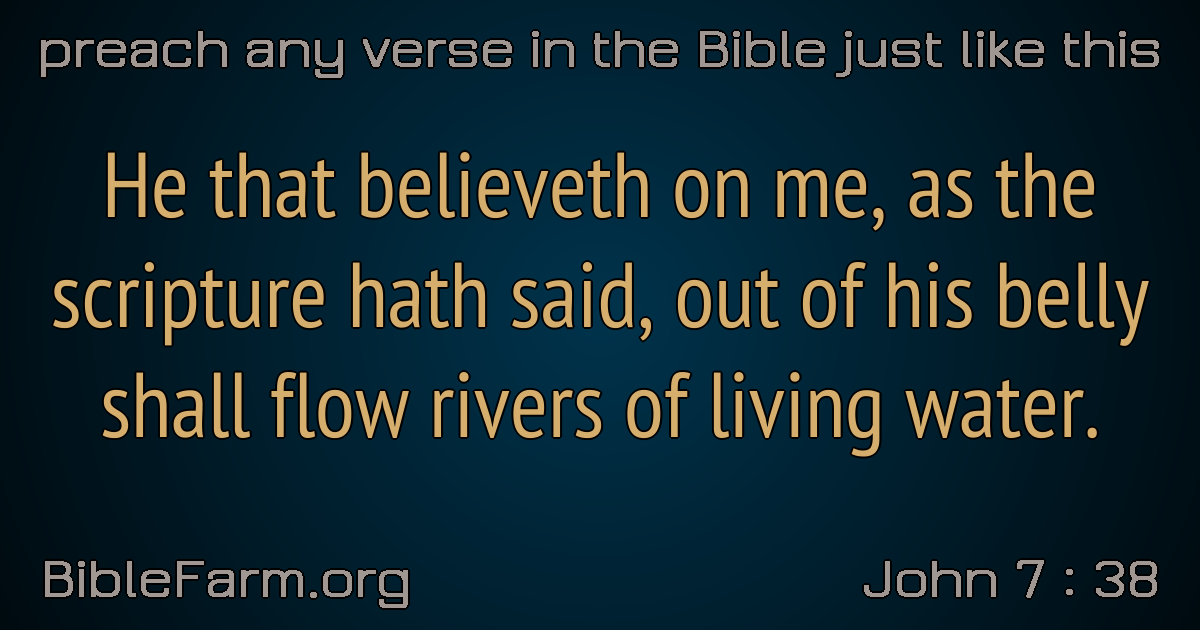 preach any verse in the Bible just like this
He that believeth on me, as the
scripture hath said, out of his belly
shall flow rivers of living water.
BibleFarm.org
John 7 : 38